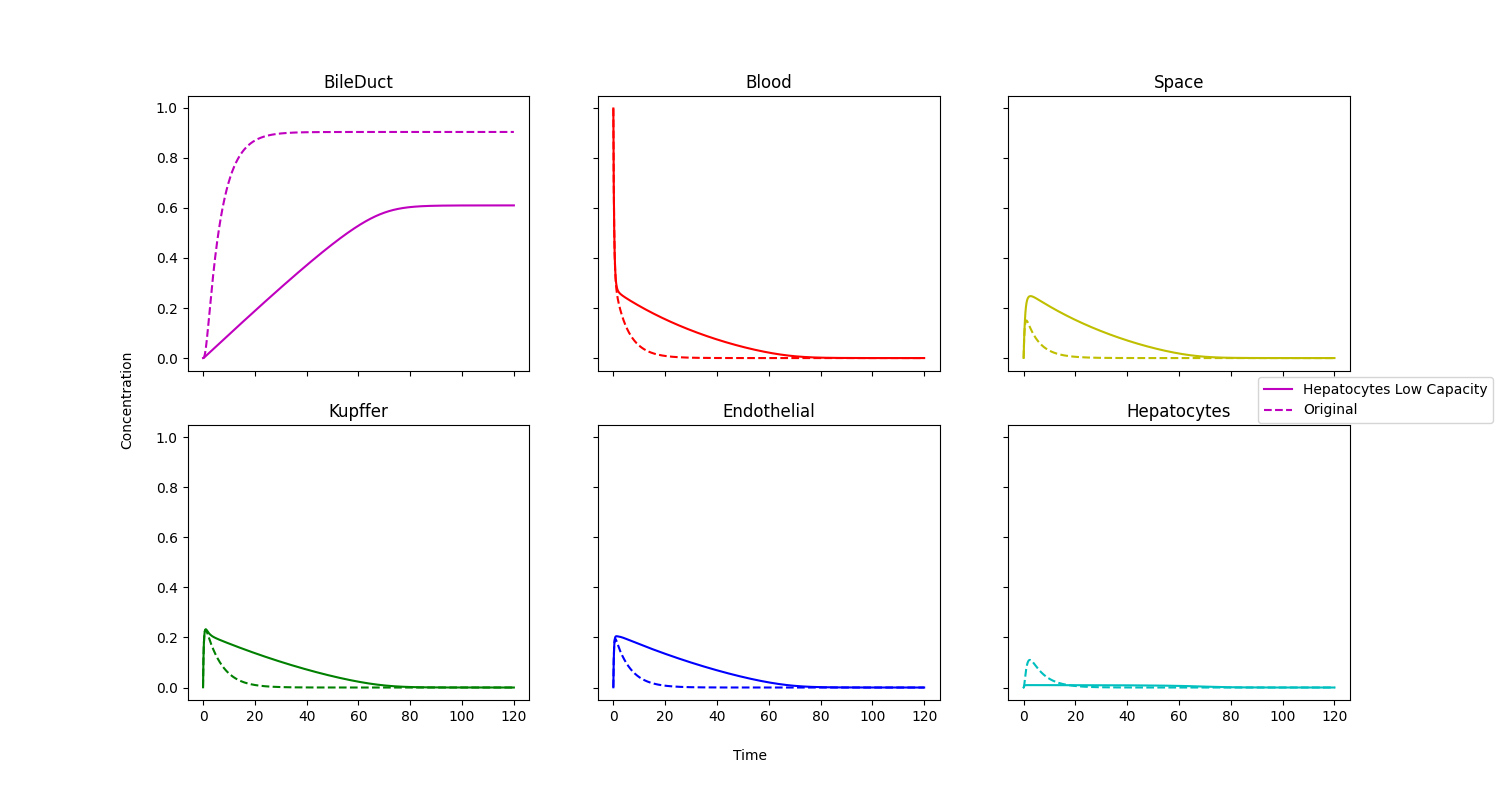 BileDuct
Blood
Space
1.0
0.8
0.6
0.4
0.2
0.0
Concentration
Hepatocytes Low Capacity
Original
Kupffer
Endothelial
Hepatocytes
1.0
0.8
0.6
0.4
0.2
0.0
0 20 40 60 80 100 120
0 20 40 60 80 100 120
0 20 40 60 80 100 120
Time